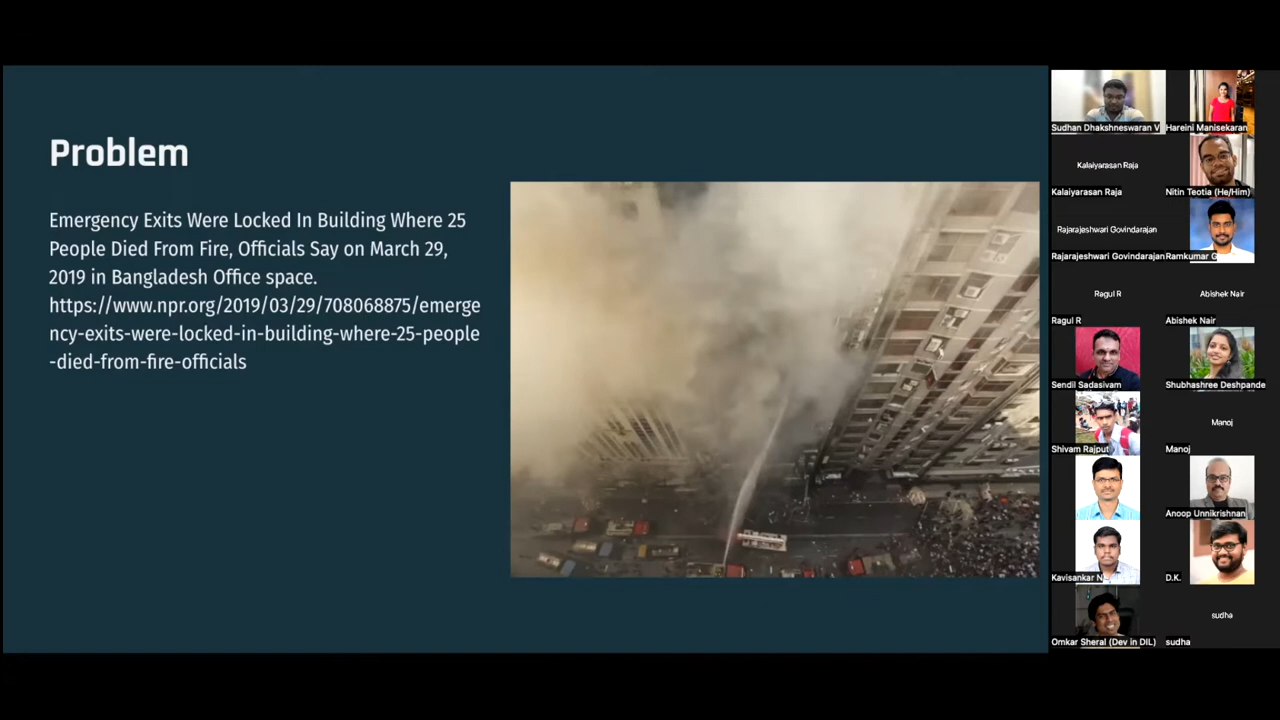 Problem
Emergency Exits Were Locked In Building Where 25
People Died From Fire, Officials Say on March 29,
2019 in Bangladesh Office space.
https://www.npr.org/2019/03/29/708068875/emerge
ncy-exits-were-locked-in-building-where-25-people
-died-from-fire-officials
Sudhan Dhakshneswaran V
Hareini Manisekaran
Kalaiyarasan Raja
Kalaiyarasan Raja
Nitin Teotia (He/Him)
Rajarajeshwari Govindarajan
Rajarajeshwari Govindarajan
Ramkumar G
Ragul R
Abishek Nair
Ragul R
Abishek Nair
Sendil Sadasivam
Shubhashree Deshpande
Manoj
Shivam Rajput
Manoj
Anoop Unnikrishnan
Kavisankar N
D.K.
sudha
Omkar Sheral (Dev in DIL)
sudha